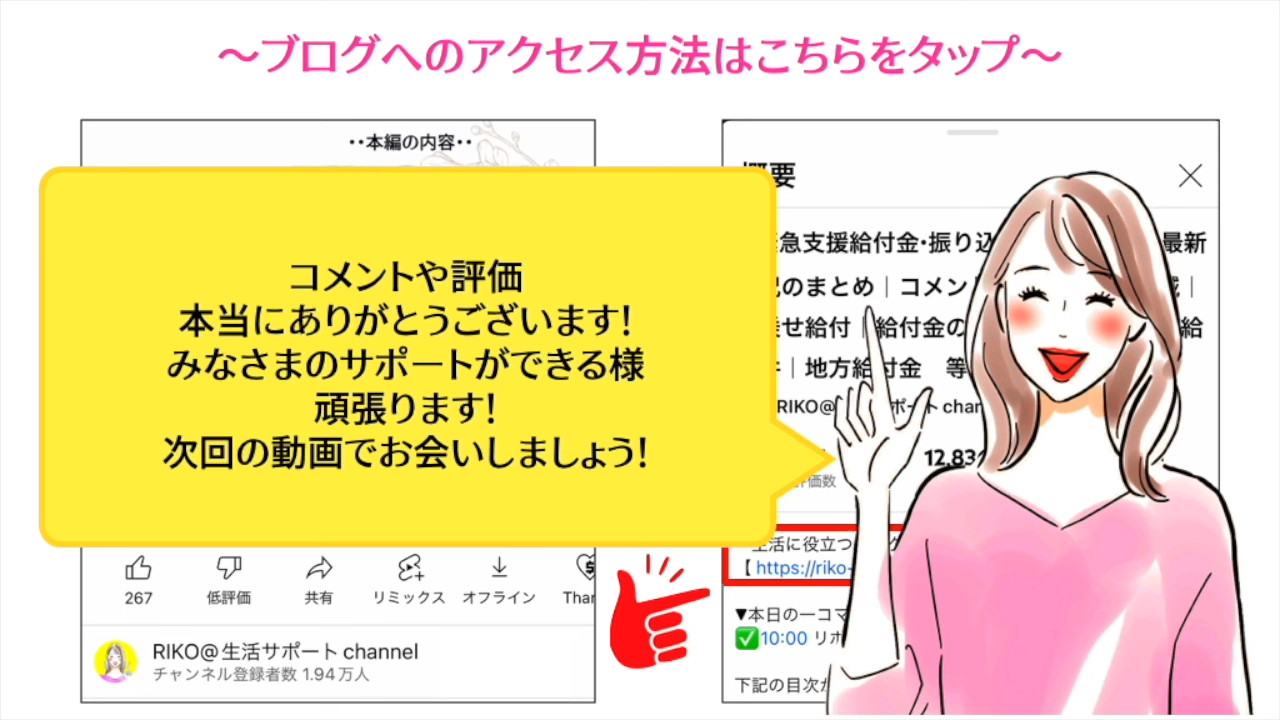 ～ブログへのアクセス方法はこちらをタップ～
･･本編の内容･･
要
コメントや評価
本当にありがとうございます!
みなさまのサポートができる様
頑張ります!
次回の動画でお会いしましょう!
急支援給付金･振り込 最新
のまとめ｜コメン ｜
せ給付｜給付金の 給
｜地方給付金 等
RIKO@ ポート chan
12,83
評価数
267
低評価
共有
リミックス
オフライン
RIKO@生活サポート channel
チャンネル登録者数 1.94万人
生活に役立つ
【 https://riko-
▼本日の一コマ
✅10:00 リポ
下記の目次か